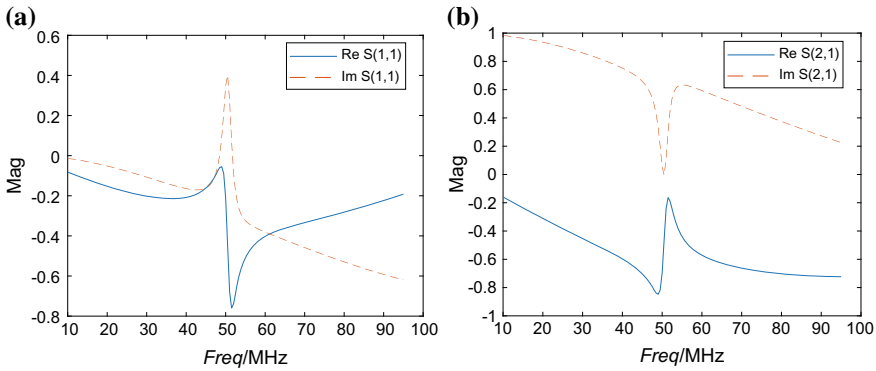 (a)
0.6
0.4
0.2
0
-0.2
-0.4
-0.6
-0.8
Mag
Re S(1,1)
Im S(1,1)
10 20 30 40 50 60 70 80 90 100
Freq/MHz
(b)
1
0.8
0.6
0.4
0.2
0
-0.2
-0.4
-0.6
-0.8
-1
Mag
Re S(2,1)
Im S(2,1)
10 20 30 40 50 60 70 80 90 100
Freq/MHz